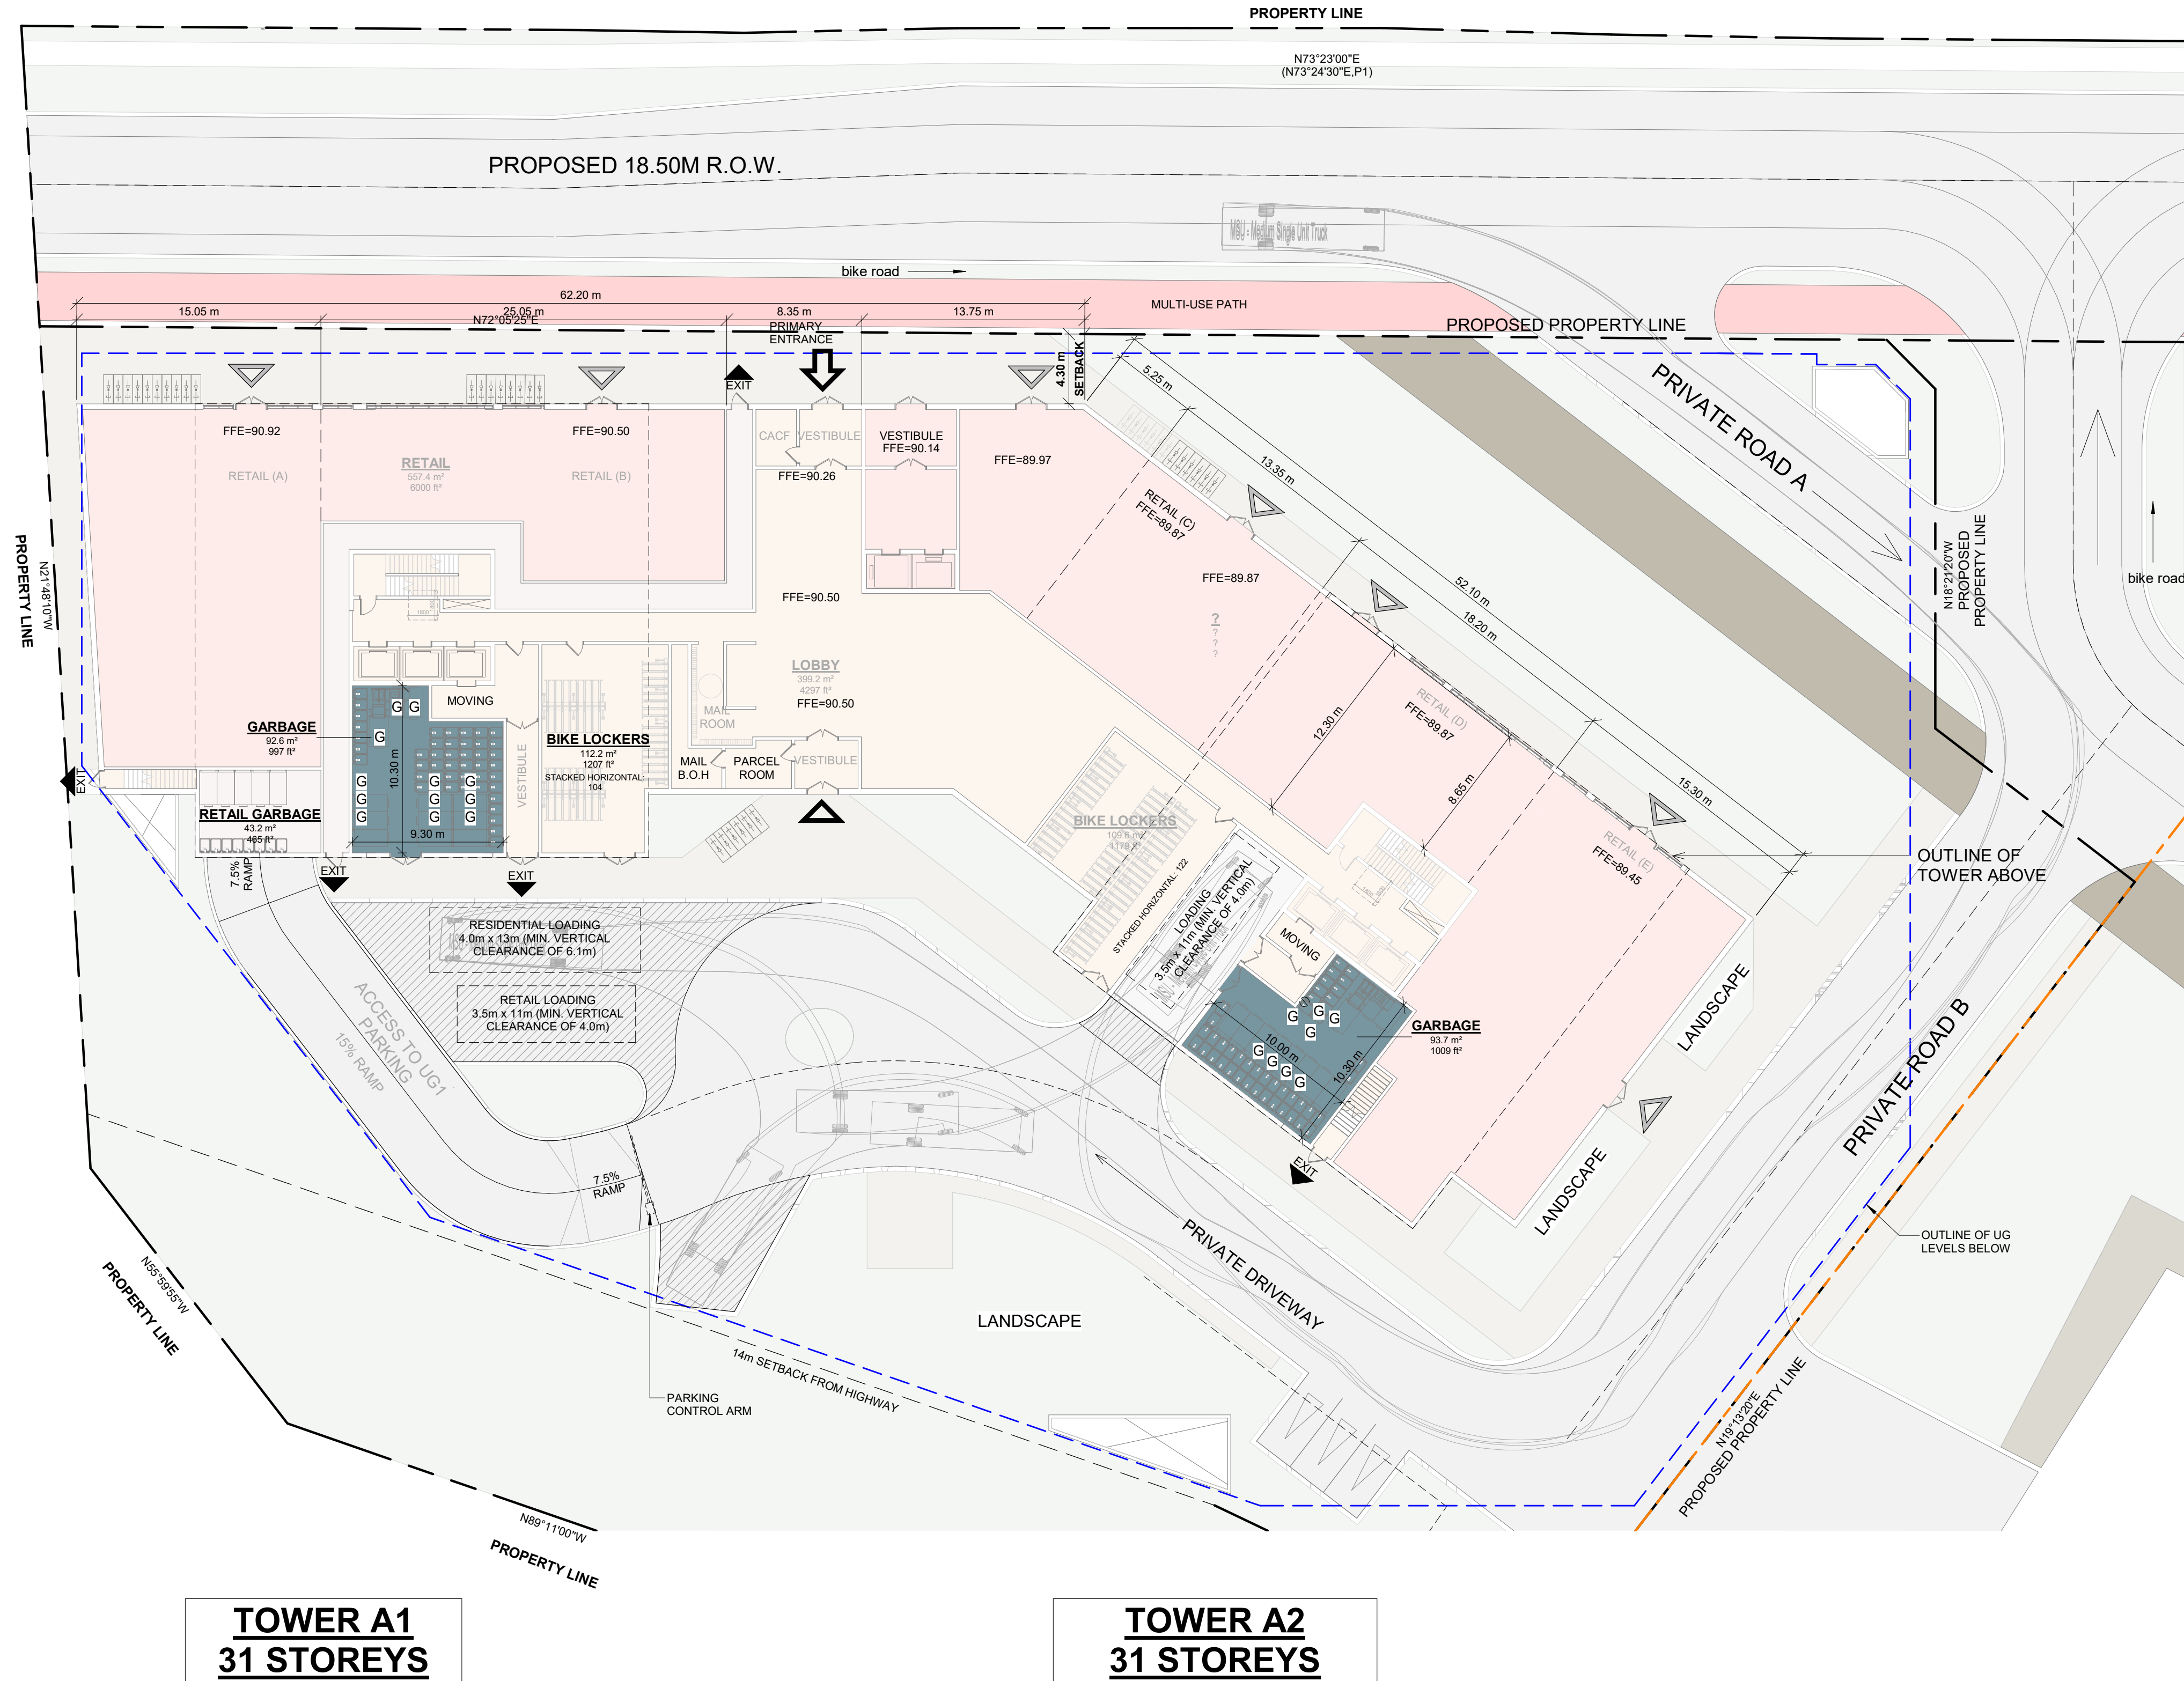 PROPERTY LINE
N73°23'00"E
(N73°24'30"E,P1)
PROPOSED 18.50M R.O.W.
MSU - Medium Single Unit Truck
bike road
62.20 m
MULTI-USE PATH
15.05 m
25.05 m
8.35 m
13.75 m
N72°05'25"E
PRIMARY
ENTRANCE
PROPOSED PROPERTY LINE
4.30 m
SETBACK
EXIT
5.25 m
PRIVATE ROAD A
FFE=90.92
FFE=90.50
CACF
VESTIBULE
VESTIBULE
FFE=90.14
FFE=89.97
RETAIL (A)
RETAIL
557.4 m²
6000 ft²
RETAIL (B)
FFE=90.26
13.35 m
RETAIL (C)
FFE=89.87
PROPERTY LINE
N21°48'10"W
N18°21'20"W
PROPOSED
PROPERTY LINE
bike road
FFE=89.87
52.10 m
18.20 m
FFE=90.50
?
?
?
?
LOBBY
399.2 m²
4297 ft²
FFE=90.50
MOVING
MAIL
ROOM
G
G
G
GARBAGE
92.6 m²
997 ft²
10.30 m
BIKE LOCKERS
112.2 m²
1207 ft²
STACKED HORIZONTAL:
104
VESTIBULE
MAIL
B.O.H
PARCEL
ROOM
VESTIBULE
RETAIL (D)
FFE=89.87
12.30 m
8.65 m
15.30 m
EXIT
G
G
G
G
G
G
G
G
G
RETAIL GARBAGE
43.2 m²
465 ft²
9.30 m
BIKE LOCKERS
109.6 m²
1179 ft²
STACKED HORIZONTAL: 122
RETAIL (E)
FFE=89.45
OUTLINE OF
TOWER ABOVE
7.5%
RAMP
EXIT
EXIT
LOADING
3.5m x 11m (MIN. VERTICAL
CLEARANCE OF 4.0m)
RESIDENTIAL LOADING
4.0m x 13m (MIN. VERTICAL
CLEARANCE OF 6.1m)
MOVING
RETAIL LOADING
3.5m x 11m (MIN. VERTICAL
CLEARANCE OF 4.0m)
ACCESS TO UG1
PARKING
15% RAMP
G
G
G
G
G
G
G
G
GARBAGE
93.7 m²
1009 ft²
10.00 m
10.30 m
LANDSCAPE
PRIVATE ROAD B
7.5%
RAMP
EXIT
LANDSCAPE
PRIVATE DRIVEWAY
OUTLINE OF UG
LEVELS BELOW
N55°59'55"W
PROPERTY LINE
LANDSCAPE
14m SETBACK FROM HIGHWAY
PARKING
CONTROL ARM
N19°13'20"E
PROPOSED PROPERTY LINE
N89°11'00"W
PROPERTY LINE
TOWER A1
31 STOREYS
TOWER A2
31 STOREYS